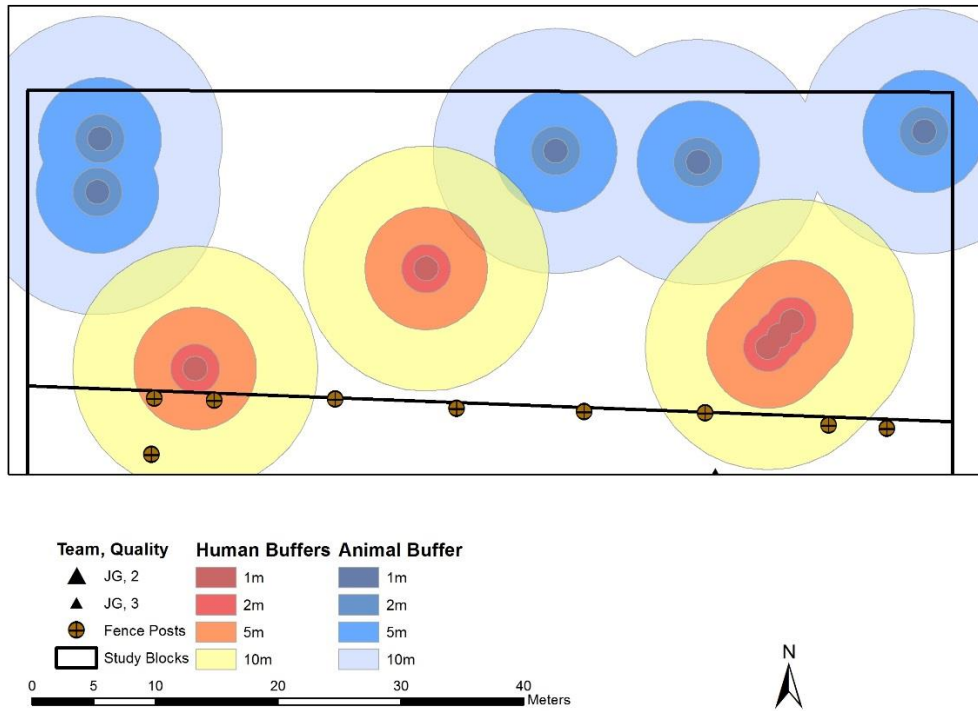 Team, Quality
JG, 2
JG, 3
Fence Posts
Study Blocks
Human Buffers
1m
2m
5m
10m
Animal Buffer
1m
2m
5m
10m
0 5 10 20 30 40
Meters
N